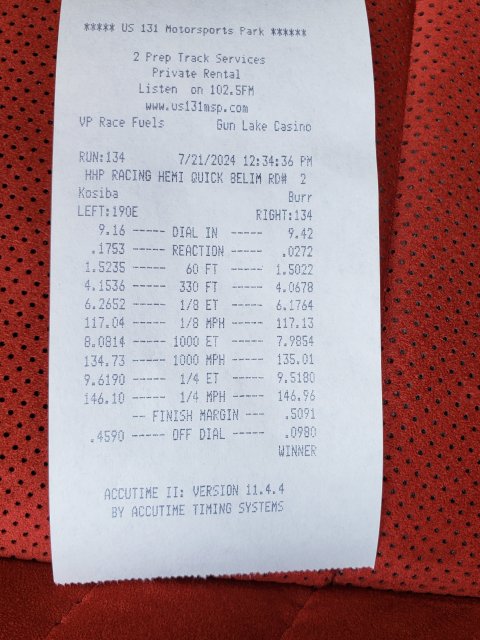 ***** US 131 Motorsports Park ******
2 Prep Track Services
Private Rental
Listen on 102.5FM
www.us131msp.com
VP Race Fuels Gun Lake Casino
RUN:134 7/21/2024 12:34:36 PM
HHP RACING HEMI QUICK 8ELIM RD# 2
Kosiba Burr
LEFT:190E RIGHT:134
9.16 ----- DIAL IN ----- 9.42
.1753 ----- REACTION ----- .0272
1.5235 ----- 60 FT ----- 1.5022
4.1536 ----- 330 FT ----- 4.0678
6.2652 ----- 1/8 ET ----- 6.1764
117.04 ----- 1/8 MPH ----- 117.13
8.0814 ----- 1000 ET ----- 7.9854
134.73 ----- 1000 MPH ----- 135.01
9.6190 ----- 1/4 ET ----- 9.5180
146.10 ----- 1/4 MPH ----- 146.96
-- FINISH MARGIN --- .5091
.4590 ----- OFF DIAL ----- .0980
WINNER
ACCUTIME II: VERSION 11.4.4
BY ACCUTIME TIMING SYSTEMS